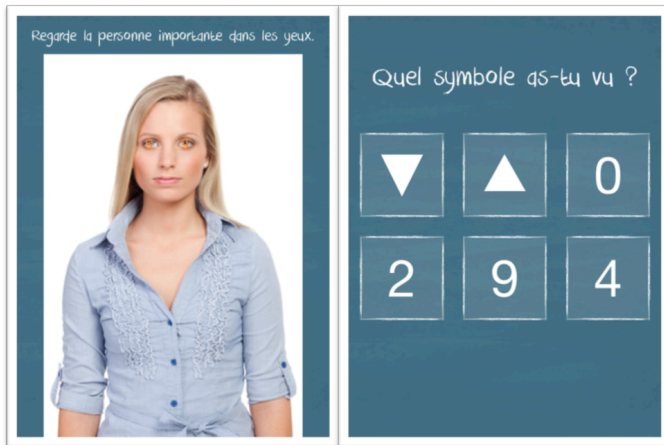 Regarde la personne importante dans les yeux.
Quel symbole as-tu vu ?
▼ ▲ 0
2 9 4